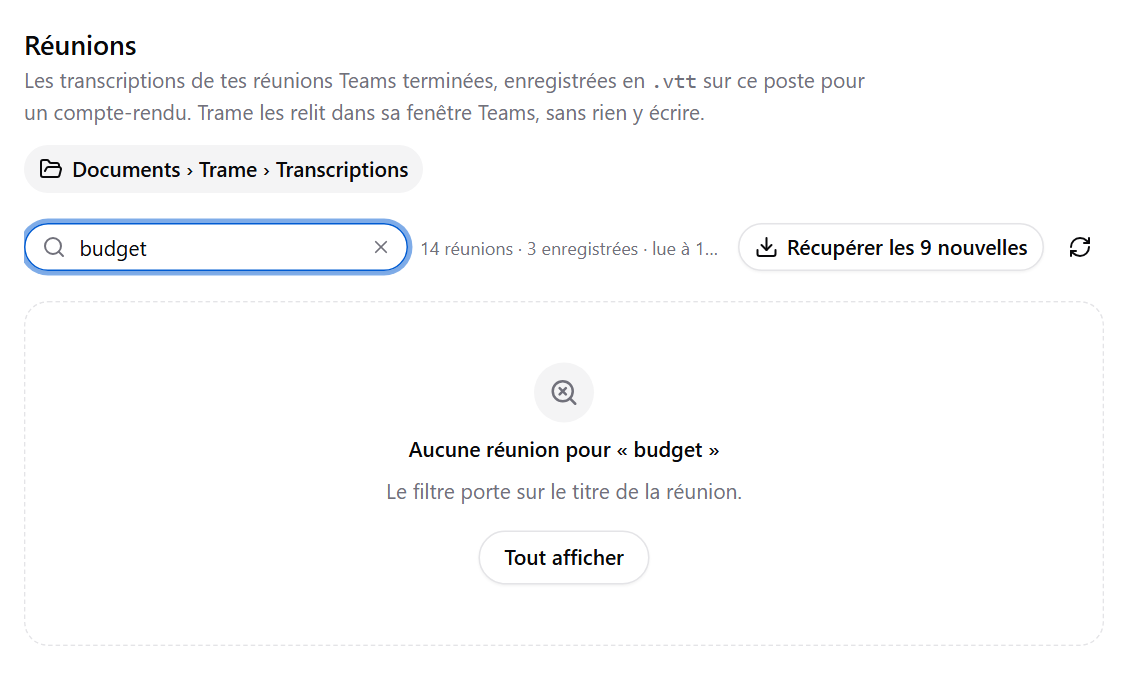 Réunions
Les transcriptions de tes réunions Teams terminées, enregistrées en .vtt sur ce poste pour
un compte-rendu. Trame les relit dans sa fenêtre Teams, sans rien y écrire.
Documents › Trame › Transcriptions
budget
14 réunions · 3 enregistrées · lue à 1...
Récupérer les 9 nouvelles
Aucune réunion pour « budget »
Le filtre porte sur le titre de la réunion.
Tout afficher